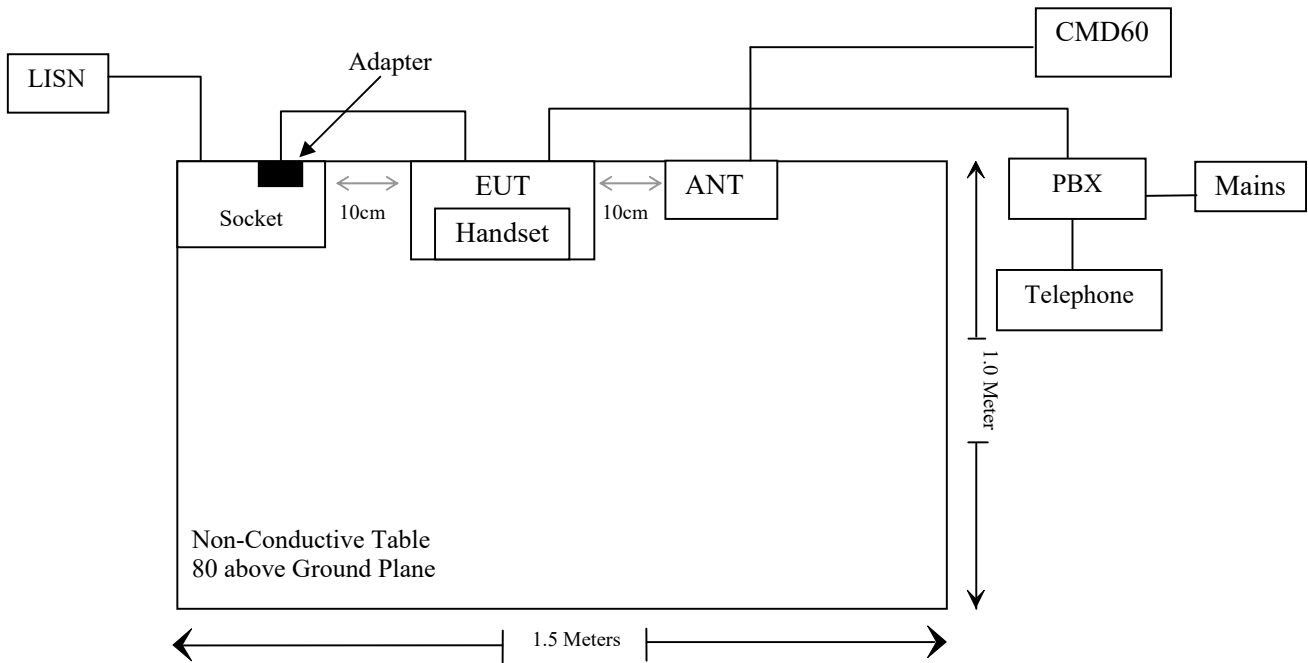 CMD60
LISN
Adapter
EUT
ANT
PBX
Mains
Socket
10cm
10cm
Handset
Telephone
1.0 Meter
Non-Conductive Table
80 above Ground Plane
1.5 Meters